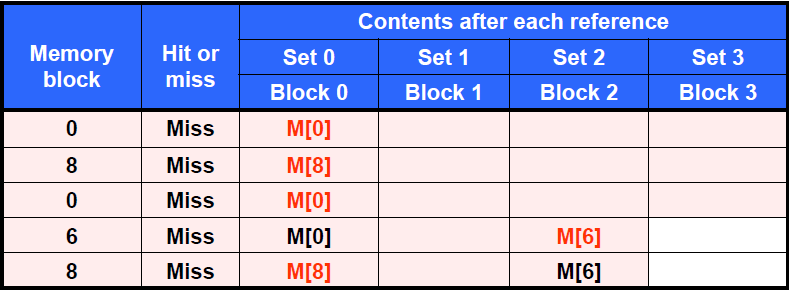 Contents after each reference
Memory block Hit or miss Set 0 Set 1 Set 2 Set 3
Block 0 Block 1 Block 2 Block 3
0 Miss M[0]
8 Miss M[8]
0 Miss M[0]
6 Miss M[0] M[6]
8 Miss M[8] M[6]